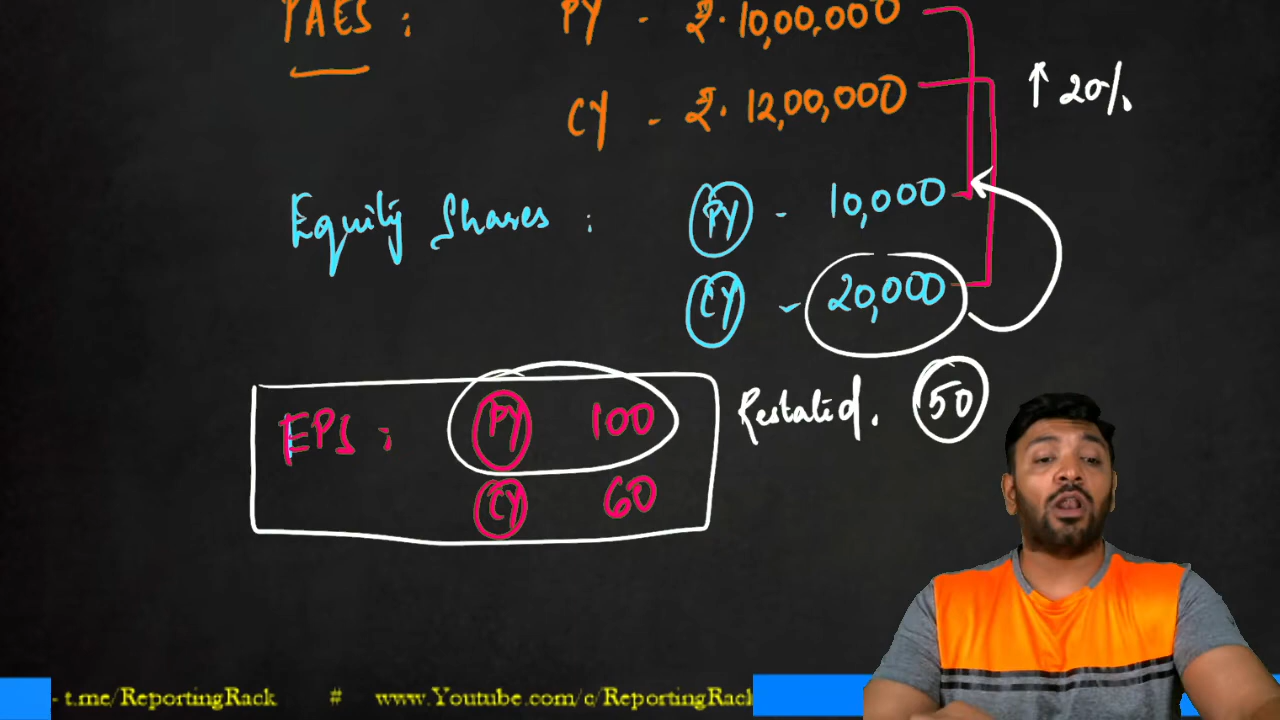 PAES : PY - ₹. 10,00,000
CY - ₹. 12,00,000
↑ 20%
Equity Shares : PY - 10,000
CY - 20,000
EPS : PY 100
Restated. 50
CY 60
- t.me/ReportingRack # www.Youtube.com/c/ReportingRack